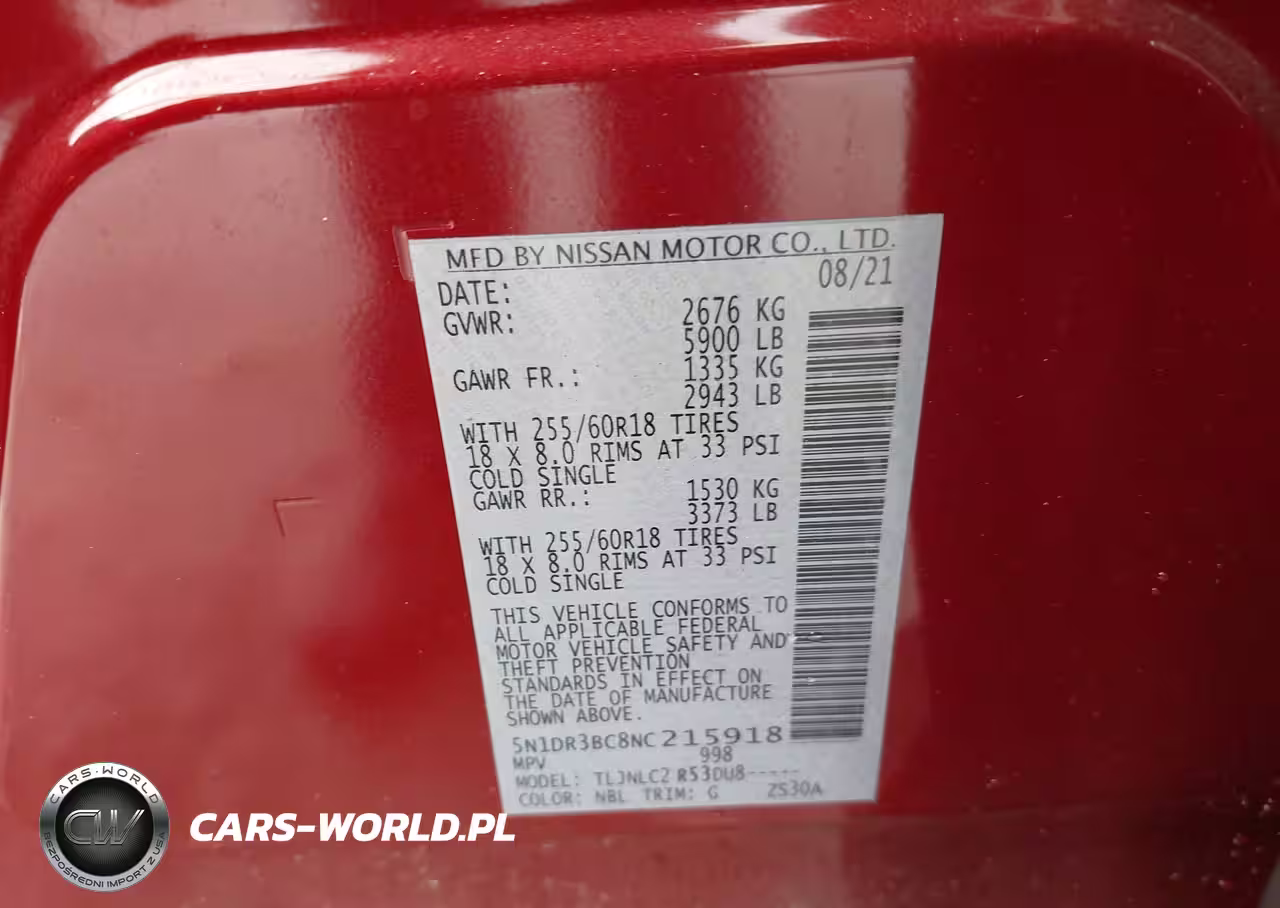 MFD BY NISSAN MOTOR CO., LTD.
DATE: 08/21
GVWR: 2676 KG
5900 LB
GAWR FR.: 1335 KG
2943 LB
WITH 255/60R18 TIRES
18 X 8.0 RIMS AT 33 PSI
COLD SINGLE
GAWR RR.: 1530 KG
3373 LB
WITH 255/60R18 TIRES
18 X 8.0 RIMS AT 33 PSI
COLD SINGLE
THIS VEHICLE CONFORMS TO
ALL APPLICABLE FEDERAL
MOTOR VEHICLE SAFETY AND
THEFT PREVENTION
STANDARDS IN EFFECT ON
THE DATE OF MANUFACTURE
SHOWN ABOVE.
5N1DR3BC8NC215918
MPV 998
MODEL: TLJNLC2 R53DU8-----
COLOR: NBL TRIM: G ZS30A
CARS-WORLD
CW
BEZPOŚREDNI IMPORT Z USA
CARS-WORLD.PL